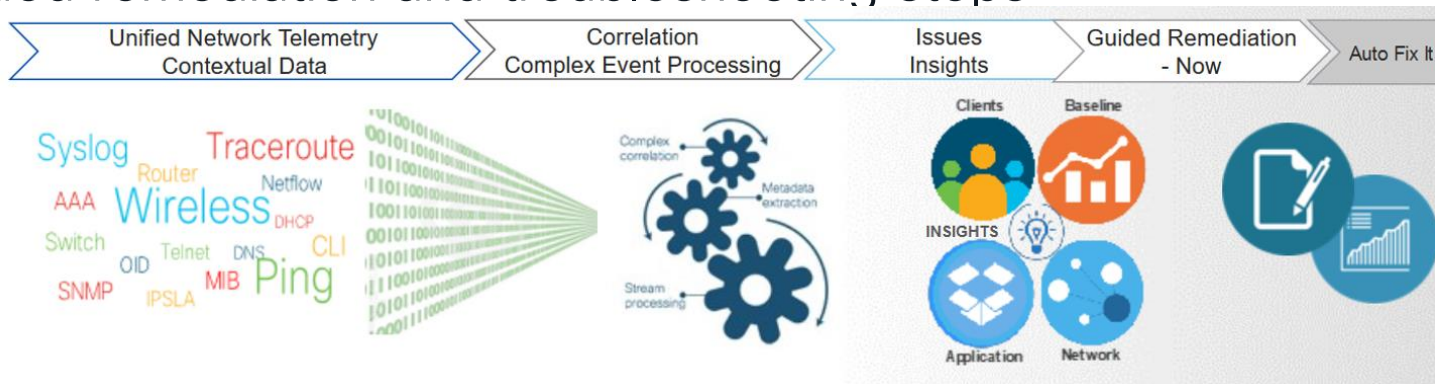 Unified Network Telemetry
Contextual Data
Correlation
Complex Event Processing
Issues
Insights
Guided Remediation
- Now
Auto Fix It
Syslog
Traceroute
Router
Netflow
AAA
Wireless
DHCP
Switch
Telnet
DNS
CLI
OID
MIB
Ping
SNMP
IPSLA
Complex
correlation
Metadata
extraction
Stream
processing
Clients
Baseline
INSIGHTS
Application
Network